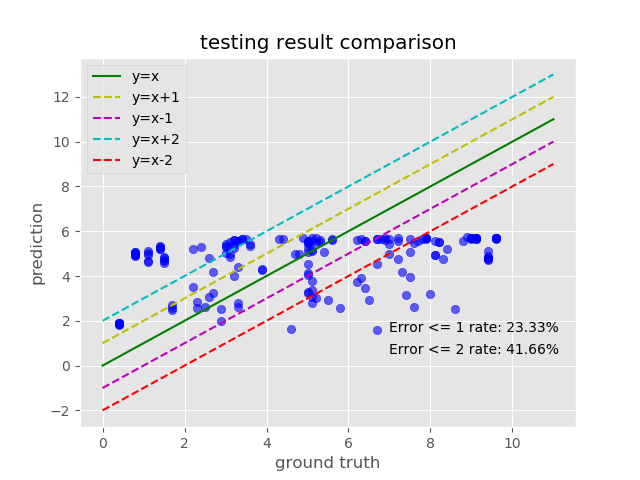 testing result comparison
y=x
y=x+1
y=x-1
y=x+2
y=x-2
12
10
8
6
4
2
0
−2
prediction
Error <= 1 rate: 23.33%
Error <= 2 rate: 41.66%
0 2 4 6 8 10
ground truth